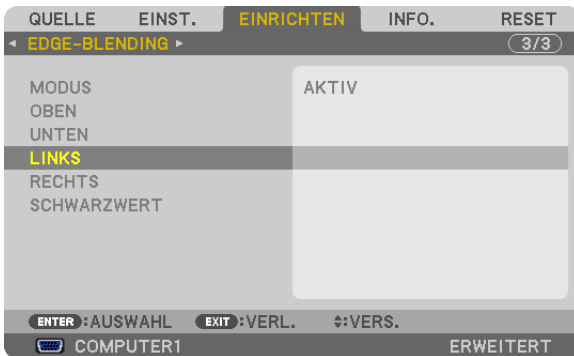 QUELLE EINST. EINRICHTEN INFO. RESET
◂ EDGE-BLENDING ▸ 3/3
MODUS AKTIV
OBEN
UNTEN
LINKS
RECHTS
SCHWARZWERT
ENTER :AUSWAHL EXIT :VERL. :VERS.
COMPUTER1 ERWEITERT